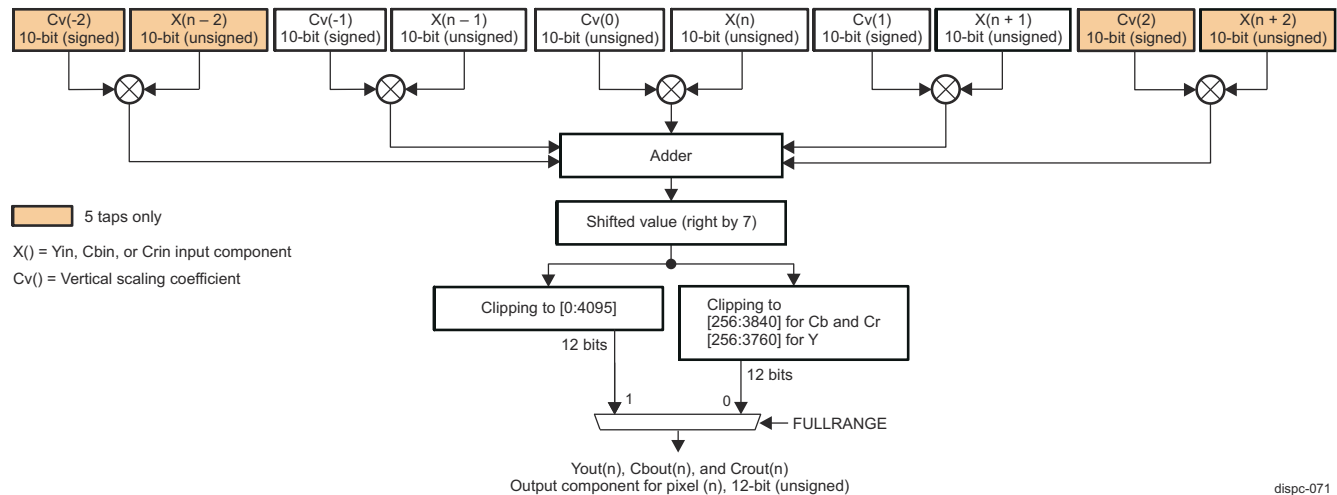 Cv(-2)
10-bit (signed)
X(n – 2)
10-bit (unsigned)
Cv(-1)
10-bit (signed)
X(n – 1)
10-bit (unsigned)
Cv(0)
10-bit (unsigned)
X(n)
10-bit (unsigned)
Cv(1)
10-bit (signed)
X(n + 1)
10-bit (unsigned)
Cv(2)
10-bit (signed)
X(n + 2)
10-bit (unsigned)
Adder
5 taps only
Shifted value (right by 7)
X() = Yin, Cbin, or Crin input component
Cv() = Vertical scaling coefficient
Clipping to [0:4095]
Clipping to
[256:3840] for Cb and Cr
[256:3760] for Y
12 bits
12 bits
1
0
FULLRANGE
Yout(n), Cbout(n), and Crout(n)
Output component for pixel (n), 12-bit (unsigned)
dispc-071